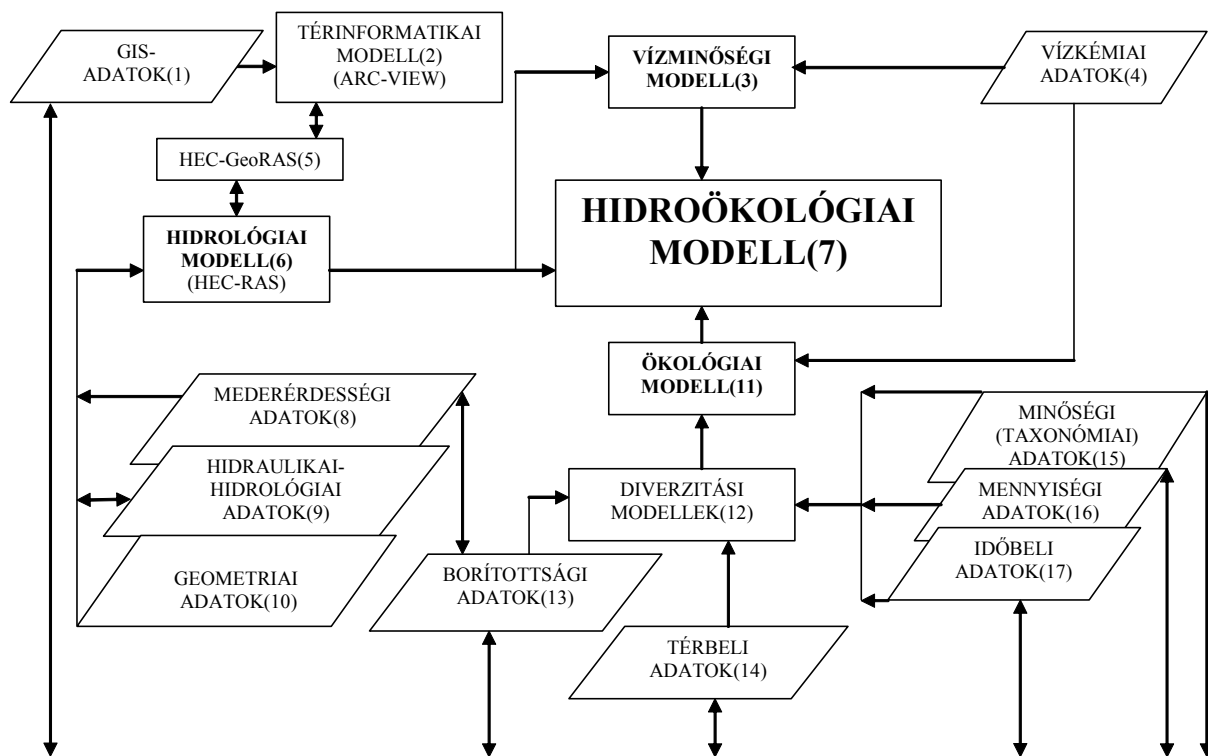 GIS-
ADATOK(1)
TÉRINFORMATIKAI
MODELL(2)
(ARC-VIEW)
VÍZMINŐSÉGI
MODELL(3)
VÍZKÉMIAI
ADATOK(4)
HEC-GeoRAS(5)
HIDROLÓGIAI
MODELL(6)
(HEC-RAS)
HIDROÖKOLÓGIAI
MODELL(7)
ÖKOLÓGIAI
MODELL(11)
MEDERÉRDESSÉGI
ADATOK(8)
HIDRAULIKAI-
HIDROLÓGIAI
ADATOK(9)
GEOMETRIAI
ADATOK(10)
DIVERZITÁSI
MODELLEK(12)
BORÍTOTTSÁGI
ADATOK(13)
TÉRBELI
ADATOK(14)
MINŐSÉGI
(TAXONÓMIAI)
ADATOK(15)
MENNYISÉGI
ADATOK(16)
IDŐBELI
ADATOK(17)